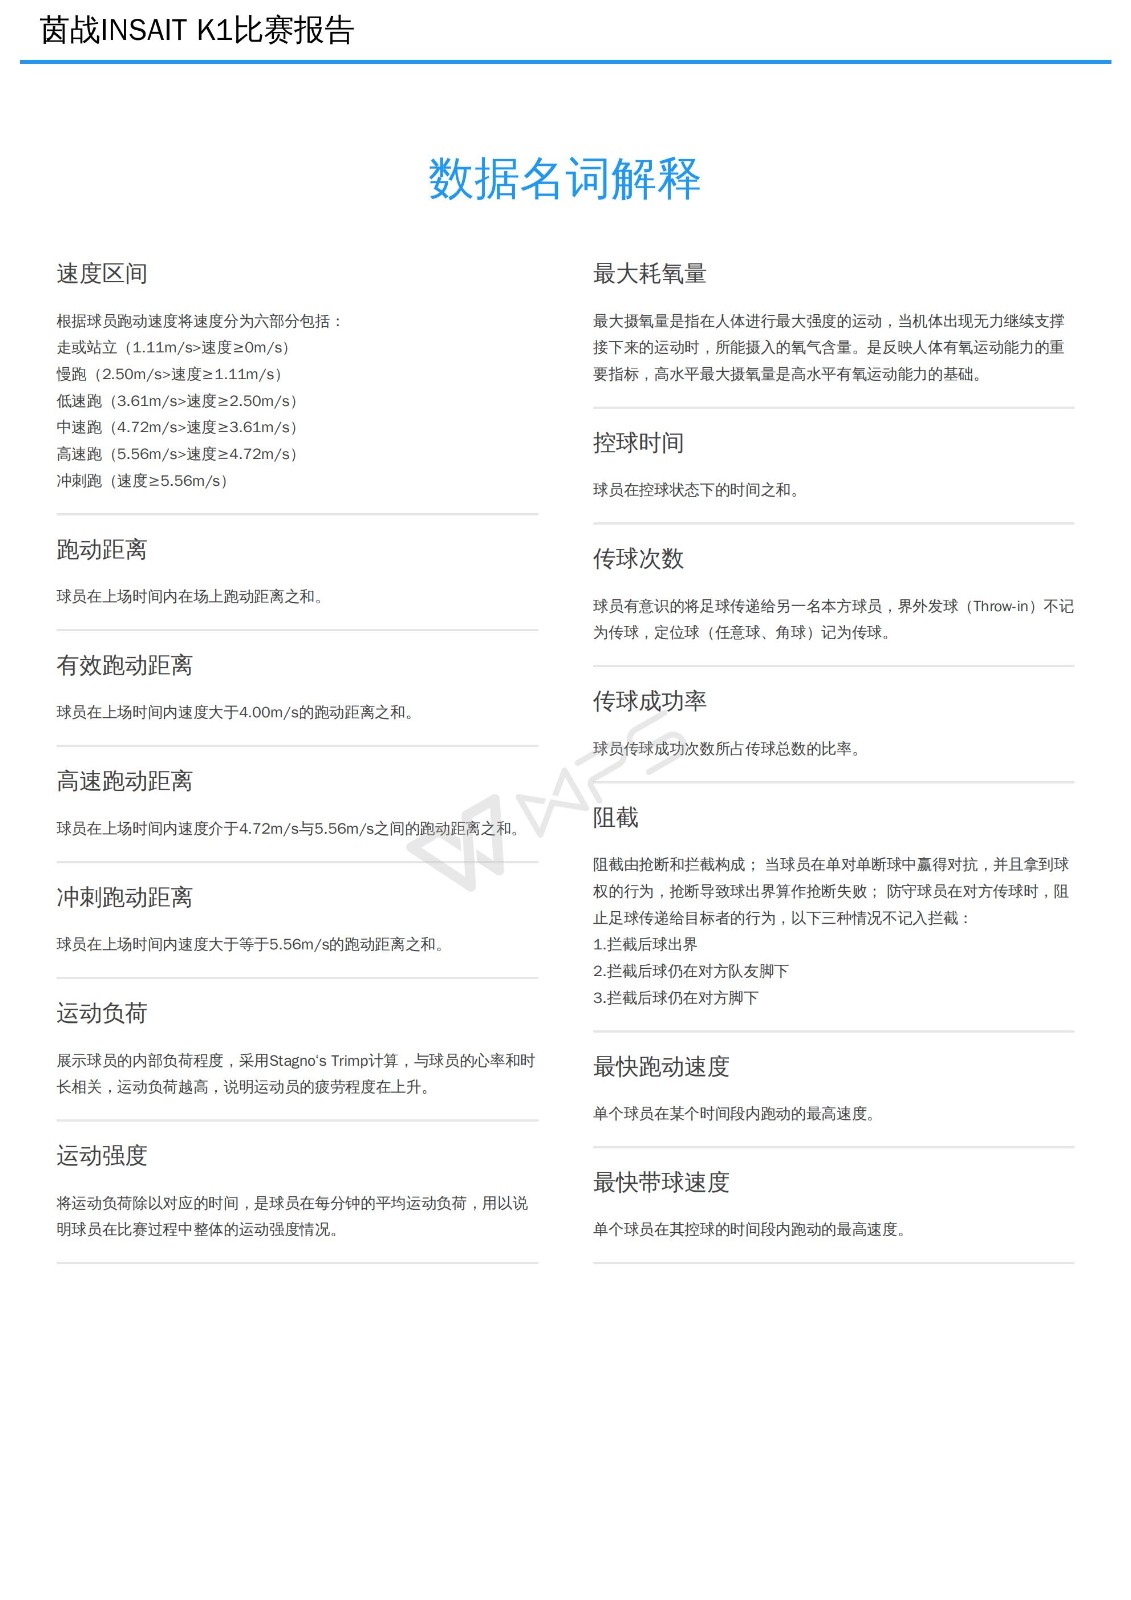 茵战INSAIT K1比赛报告
数据名词解释
速度区间
根据球员跑动速度将速度分为六部分包括：
走或站立（1.11m/s>速度≥0m/s）
慢跑（2.50m/s>速度≥1.11m/s）
低速跑（3.61m/s>速度≥2.50m/s）
中速跑（4.72m/s>速度≥3.61m/s）
高速跑（5.56m/s>速度≥4.72m/s）
冲刺跑（速度≥5.56m/s）
跑动距离
球员在上场时间内在场上跑动距离之和。
有效跑动距离
球员在上场时间内速度大于4.00m/s的跑动距离之和。
高速跑动距离
球员在上场时间内速度介于4.72m/s与5.56m/s之间的跑动距离之和。
冲刺跑动距离
球员在上场时间内速度大于等于5.56m/s的跑动距离之和。
运动负荷
展示球员的内部负荷程度，采用Stagno‘s Trimp计算，与球员的心率和时
长相关，运动负荷越高，说明运动员的疲劳程度在上升。
运动强度
将运动负荷除以对应的时间，是球员在每分钟的平均运动负荷，用以说
明球员在比赛过程中整体的运动强度情况。
最大耗氧量
最大摄氧量是指在人体进行最大强度的运动，当机体出现无力继续支撑
接下来的运动时，所能摄入的氧气含量。是反映人体有氧运动能力的重
要指标，高水平最大摄氧量是高水平有氧运动能力的基础。
控球时间
球员在控球状态下的时间之和。
传球次数
球员有意识的将足球传递给另一名本方球员，界外发球（Throw-in）不记
为传球，定位球（任意球、角球）记为传球。
传球成功率
球员传球成功次数所占传球总数的比率。
阻截
阻截由抢断和拦截构成； 当球员在单对单断球中赢得对抗，并且拿到球
权的行为，抢断导致球出界算作抢断失败； 防守球员在对方传球时，阻
止足球传递给目标者的行为，以下三种情况不记入拦截：
1.拦截后球出界
2.拦截后球仍在对方队友脚下
3.拦截后球仍在对方脚下
最快跑动速度
单个球员在某个时间段内跑动的最高速度。
最快带球速度
单个球员在其控球的时间段内跑动的最高速度。
WPS